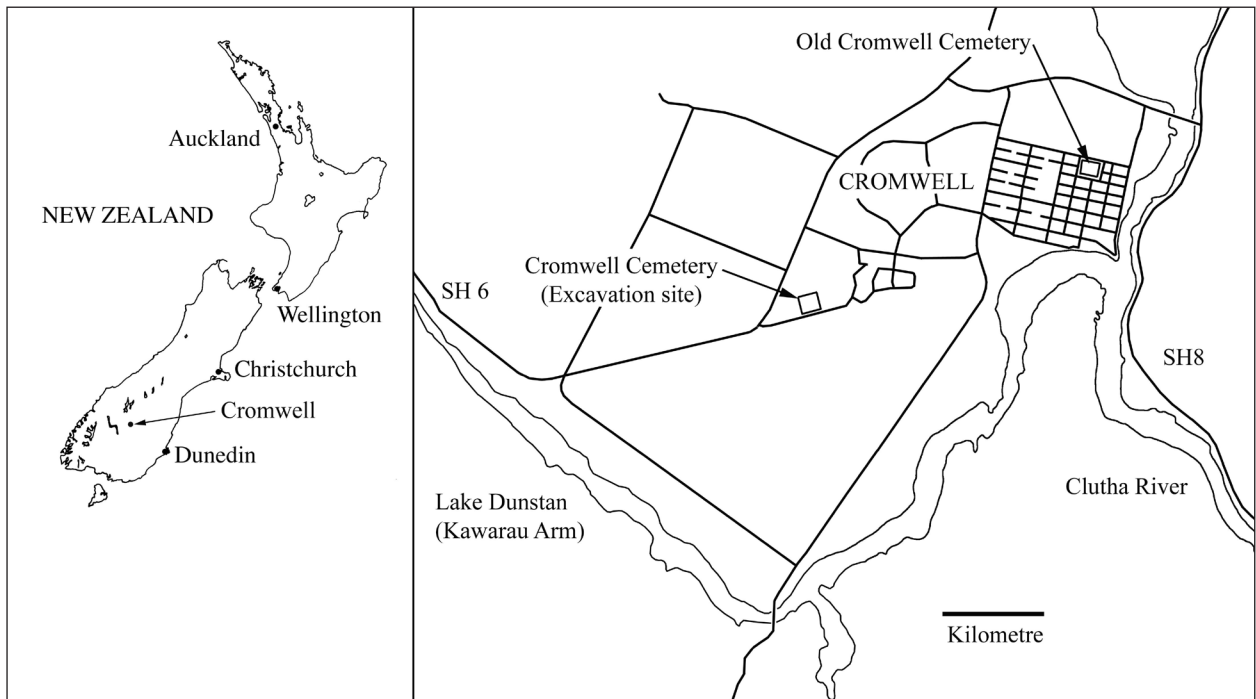 Auckland
NEW ZEALAND
Wellington
Christchurch
Cromwell
Dunedin
Old Cromwell Cemetery
CROMWELL
Cromwell Cemetery
(Excavation site)
SH 6
SH8
Lake Dunstan
(Kawarau Arm)
Clutha River
Kilometre